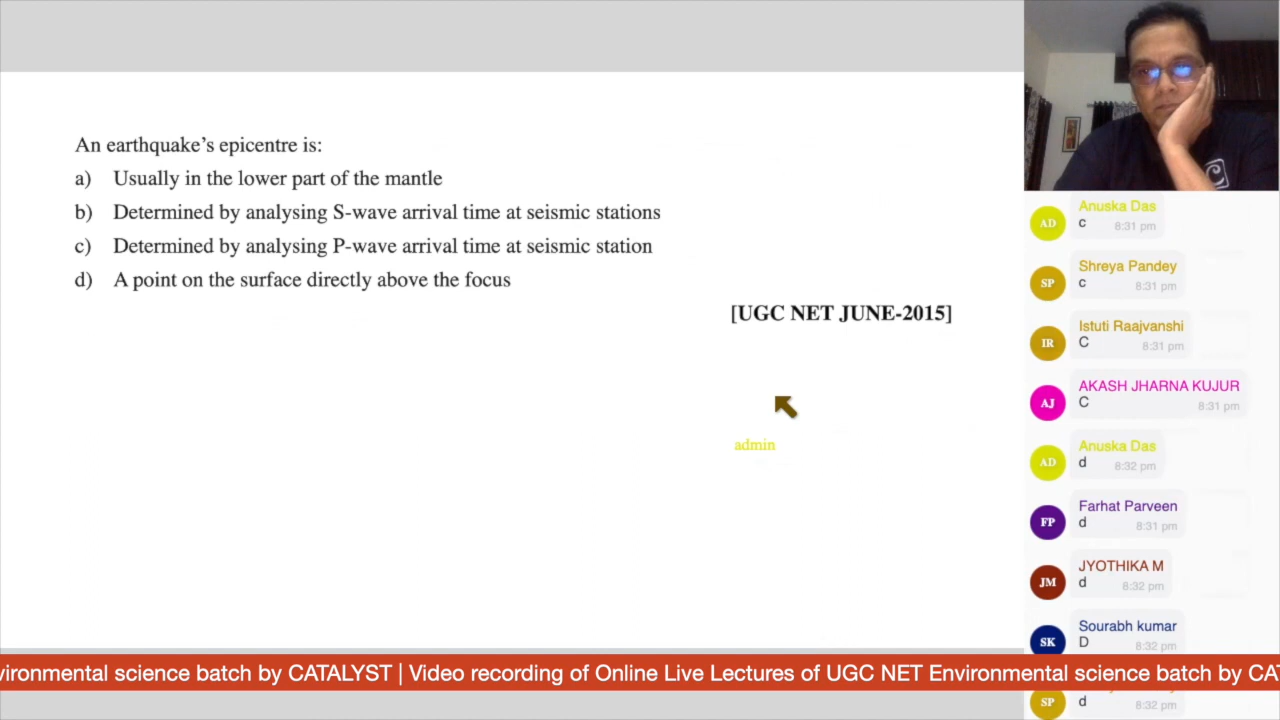 An earthquake’s epicentre is:
a) Usually in the lower part of the mantle
b) Determined by analysing S-wave arrival time at seismic stations
c) Determined by analysing P-wave arrival time at seismic station
d) A point on the surface directly above the focus
[UGC NET JUNE-2015]
admin
Anuska Das
AD c 8:31 pm
Shreya Pandey
SP c 8:31 pm
Istuti Raajvanshi
IR C 8:31 pm
AKASH JHARNA KUJUR
AJ C 8:31 pm
Anuska Das
AD d 8:32 pm
Farhat Parveen
FP d 8:31 pm
JYOTHIKA M
JM d 8:32 pm
Sourabh kumar
SK D 8:32 pm
vironmental science batch by CATALYST | Video recording of Online Live Lectures of UGC NET Environmental science batch by CA
SP d 8:32 pm